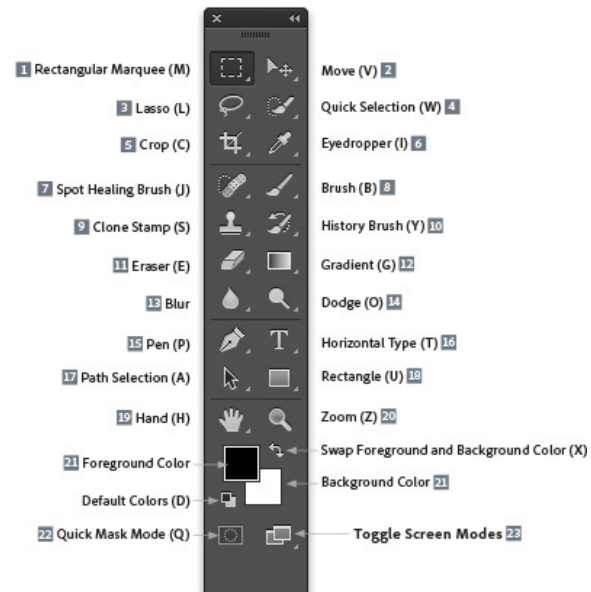 1 Rectangular Marquee (M)
Move (V) 2
3 Lasso (L)
Quick Selection (W) 4
5 Crop (C)
Eyedropper (I) 6
7 Spot Healing Brush (J)
Brush (B) 8
9 Clone Stamp (S)
History Brush (Y) 10
11 Eraser (E)
Gradient (G) 12
13 Blur
Dodge (O) 14
15 Pen (P)
Horizontal Type (T) 16
17 Path Selection (A)
Rectangle (U) 18
19 Hand (H)
Zoom (Z) 20
Swap Foreground and Background Color (X)
21 Foreground Color
Background Color 21
Default Colors (D)
22 Quick Mask Mode (Q)
Toggle Screen Modes 23